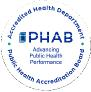 Accredited Health Department
PHAB
Advancing
Public Health
Performance
Public Health Accreditation Board